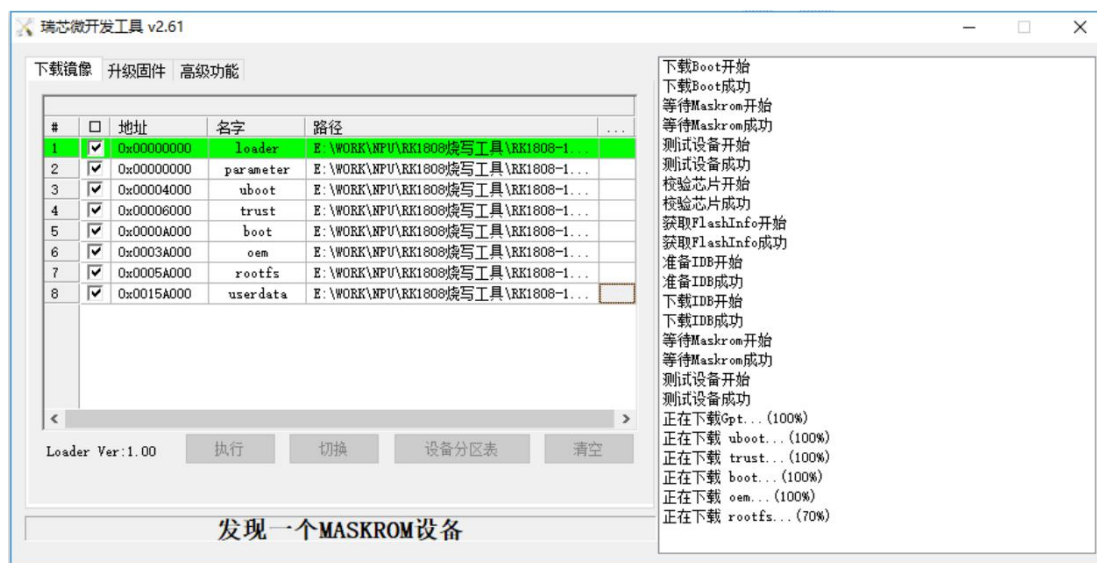 瑞芯微开发工具 v2.61
下载镜像 升级固件 高级功能
# 地址 名字 路径 ...
1 0x00000000 loader E:\WORK\NPU\RK1808烧写工具\RK1808-1...
2 0x00000000 parameter E:\WORK\NPU\RK1808烧写工具\RK1808-1...
3 0x00004000 uboot E:\WORK\NPU\RK1808烧写工具\RK1808-1...
4 0x00006000 trust E:\WORK\NPU\RK1808烧写工具\RK1808-1...
5 0x0000A000 boot E:\WORK\NPU\RK1808烧写工具\RK1808-1...
6 0x0003A000 oem E:\WORK\NPU\RK1808烧写工具\RK1808-1...
7 0x0005A000 rootfs E:\WORK\NPU\RK1808烧写工具\RK1808-1...
8 0x0015A000 userdata E:\WORK\NPU\RK1808烧写工具\RK1808-1...
Loader Ver:1.00 执行 切换 设备分区表 清空
发现一个MASKROM设备
下载Boot开始
下载Boot成功
等待Maskrom开始
等待Maskrom成功
测试设备开始
测试设备成功
校验芯片开始
校验芯片成功
获取FlashInfo开始
获取FlashInfo成功
准备IDB开始
准备IDB成功
下载IDB开始
下载IDB成功
等待Maskrom开始
等待Maskrom成功
测试设备开始
测试设备成功
正在下载Gpt...(100%)
正在下载 uboot...(100%)
正在下载 trust...(100%)
正在下载 boot...(100%)
正在下载 oem...(100%)
正在下载 rootfs...(70%)